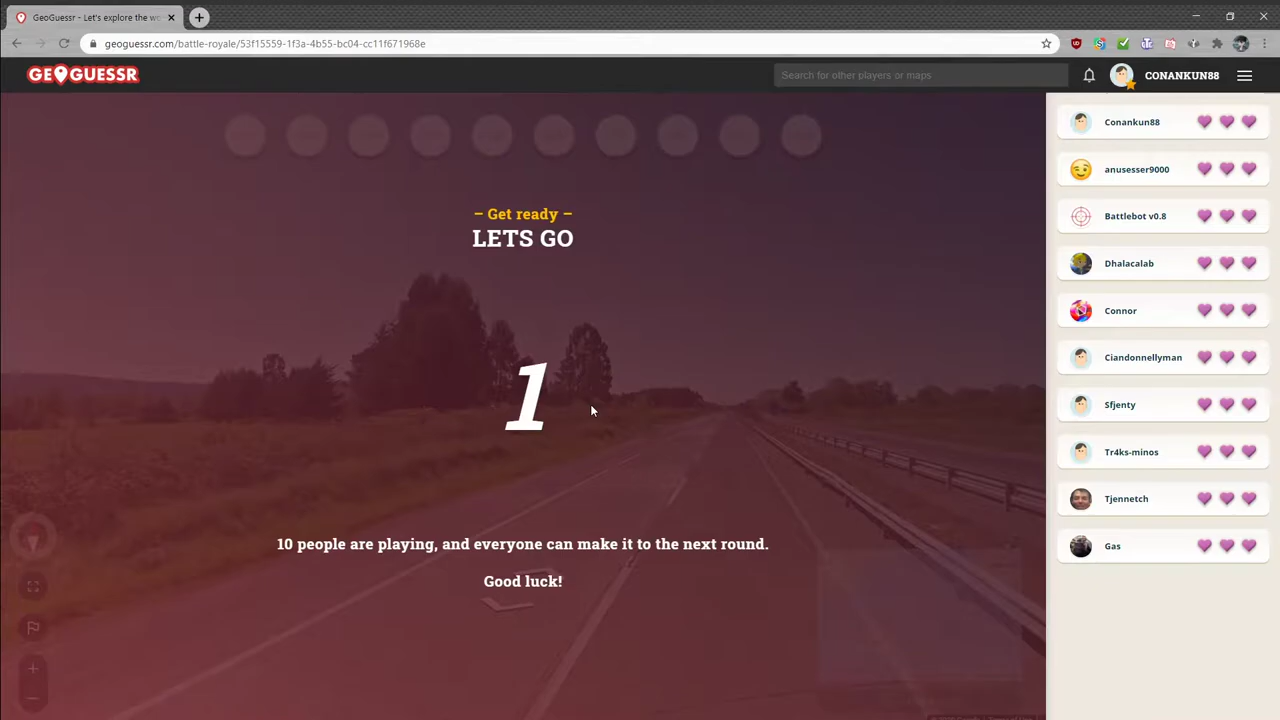 GeoGuessr - Let's explore the wo
geoguessr.com/battle-royale/53f15559-1f3a-4b55-bc04-cc11f671968e
GEOGUESSR
Search for other players or maps
CONANKUN88
– Get ready –
LETS GO
1
10 people are playing, and everyone can make it to the next round.
Good luck!
Conankun88
anusesser9000
Battlebot v0.8
Dhalacalab
Connor
Ciandonnellyman
Sfjenty
Tr4ks-minos
Tjennetch
Gas